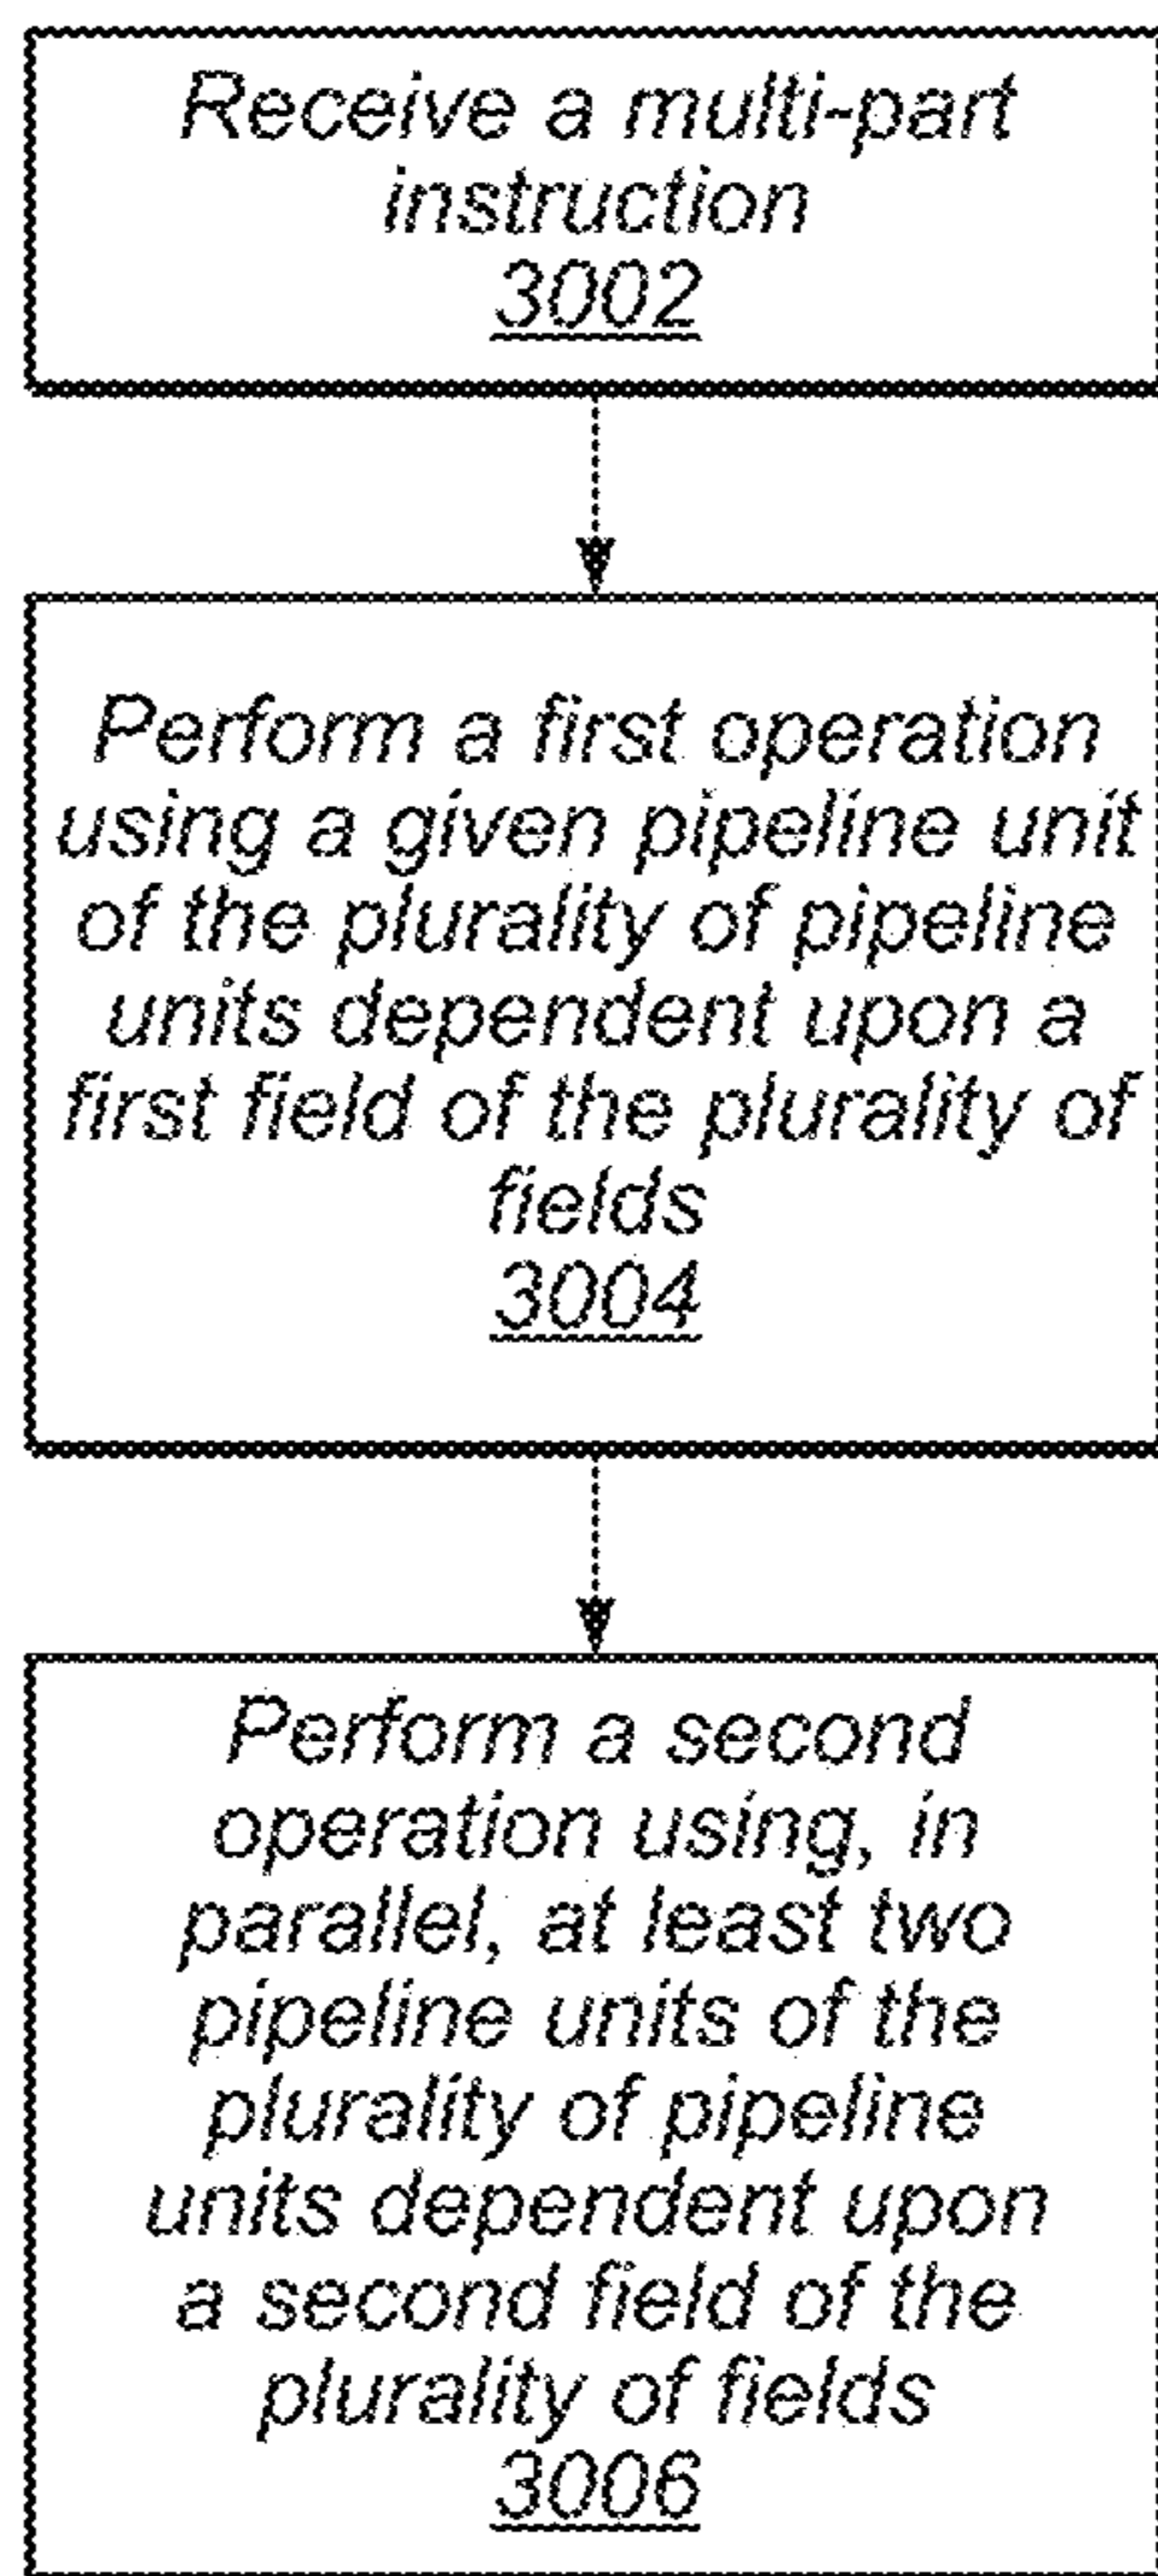 Receive a multi-part
instruction
3002
Perform a first operation
using a given pipeline unit
of the plurality of pipeline
units dependent upon a
first field of the plurality of
fields
3004
Perform a second
operation using, in
parallel, at least two
pipeline units of the
plurality of pipeline
units dependent upon
a second field of the
plurality of fields
3006